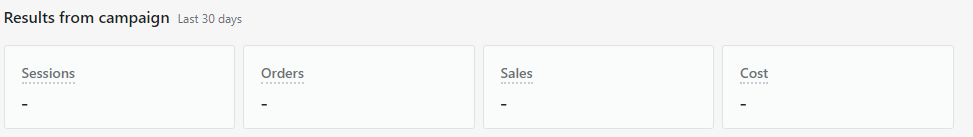 Results from campaign Last 30 days
Sessions Orders Sales Cost
- - - -